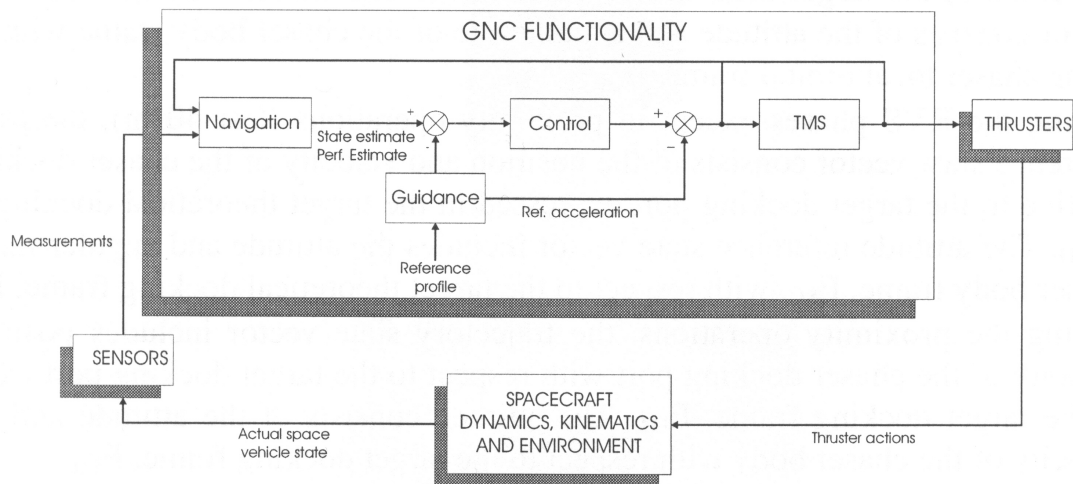 GNC FUNCTIONALITY
Navigation
State estimate
Perf. Estimate
+
-
Control
+
−
TMS
THRUSTERS
Guidance
Ref. acceleration
Measurements
Reference
profile
SENSORS
SPACECRAFT
DYNAMICS, KINEMATICS
AND ENVIRONMENT
Actual space
vehicle state
Thruster actions